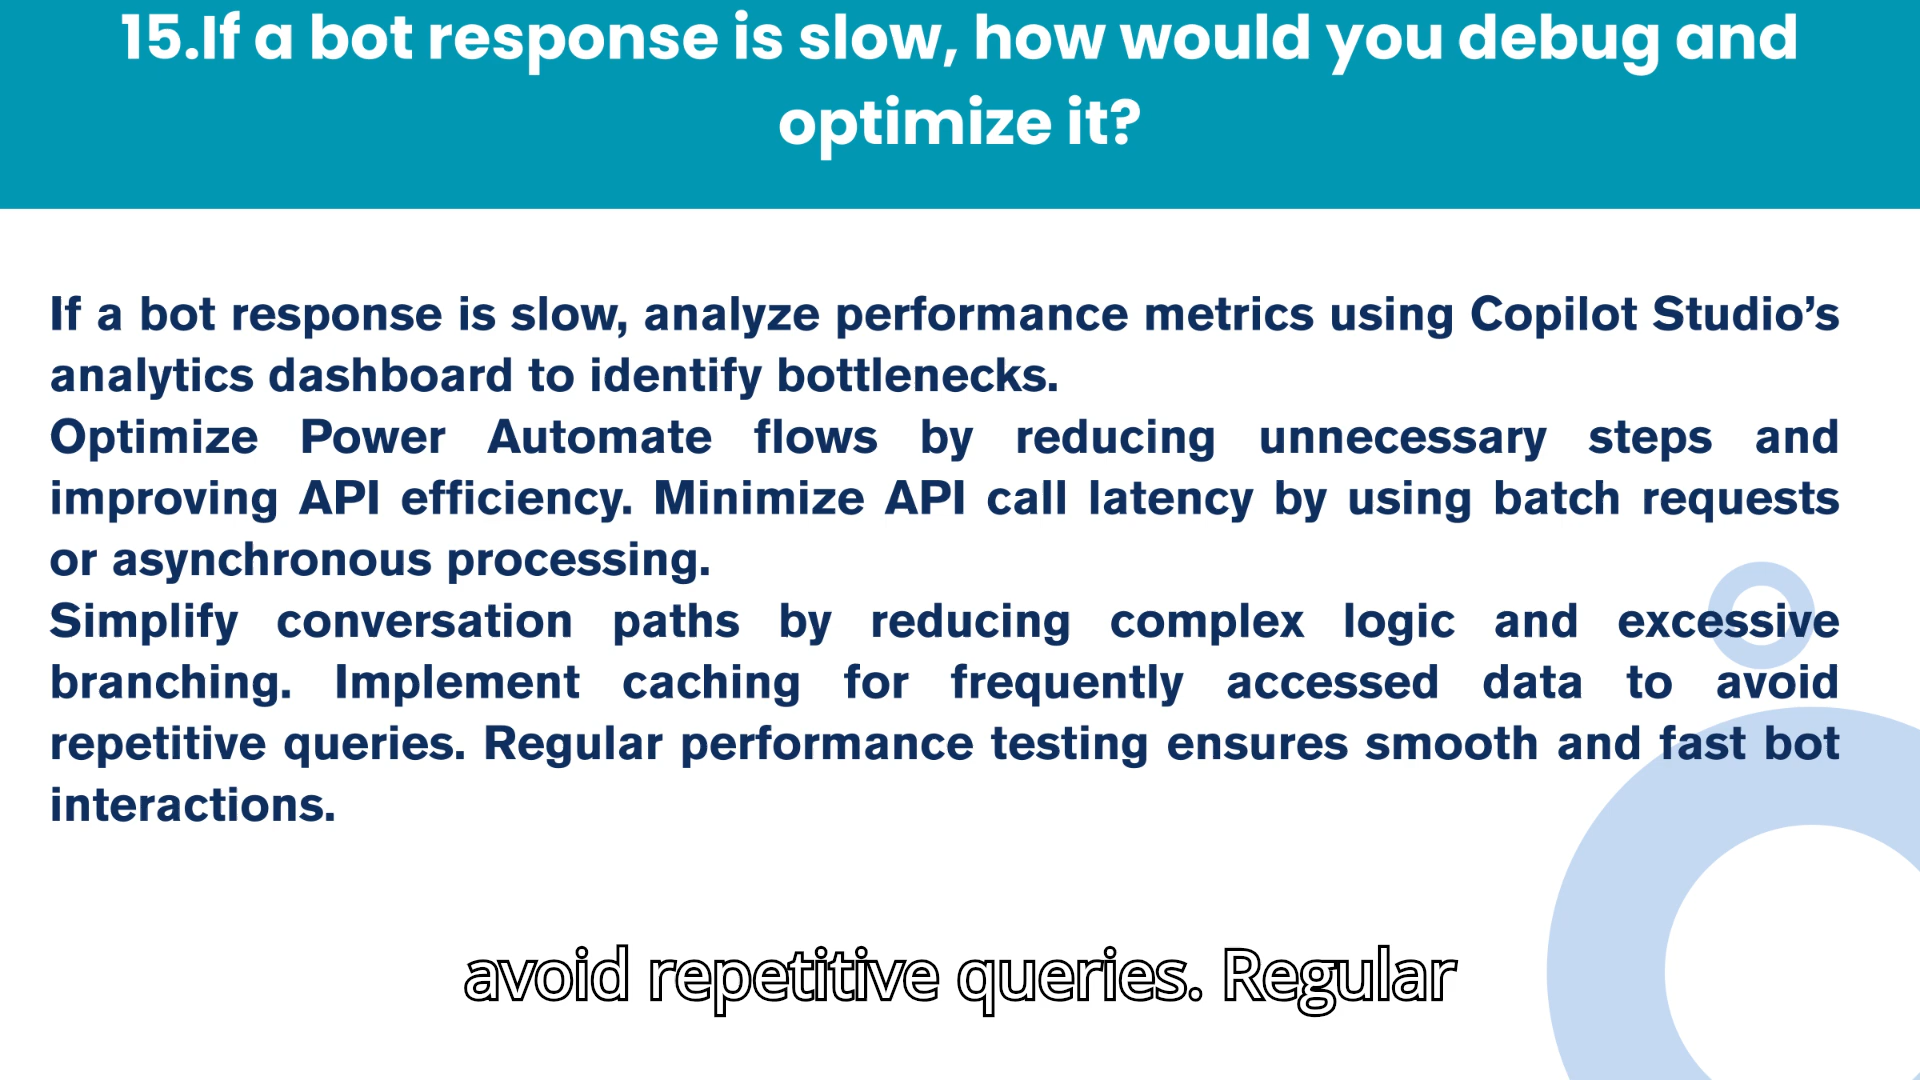 15.If a bot response is slow, how would you debug and
optimize it?
If a bot response is slow, analyze performance metrics using Copilot Studio’s
analytics dashboard to identify bottlenecks.
Optimize Power Automate flows by reducing unnecessary steps and
improving API efficiency. Minimize API call latency by using batch requests
or asynchronous processing.
Simplify conversation paths by reducing complex logic and excessive
branching. Implement caching for frequently accessed data to avoid
repetitive queries. Regular performance testing ensures smooth and fast bot
interactions.
avoid repetitive queries. Regular